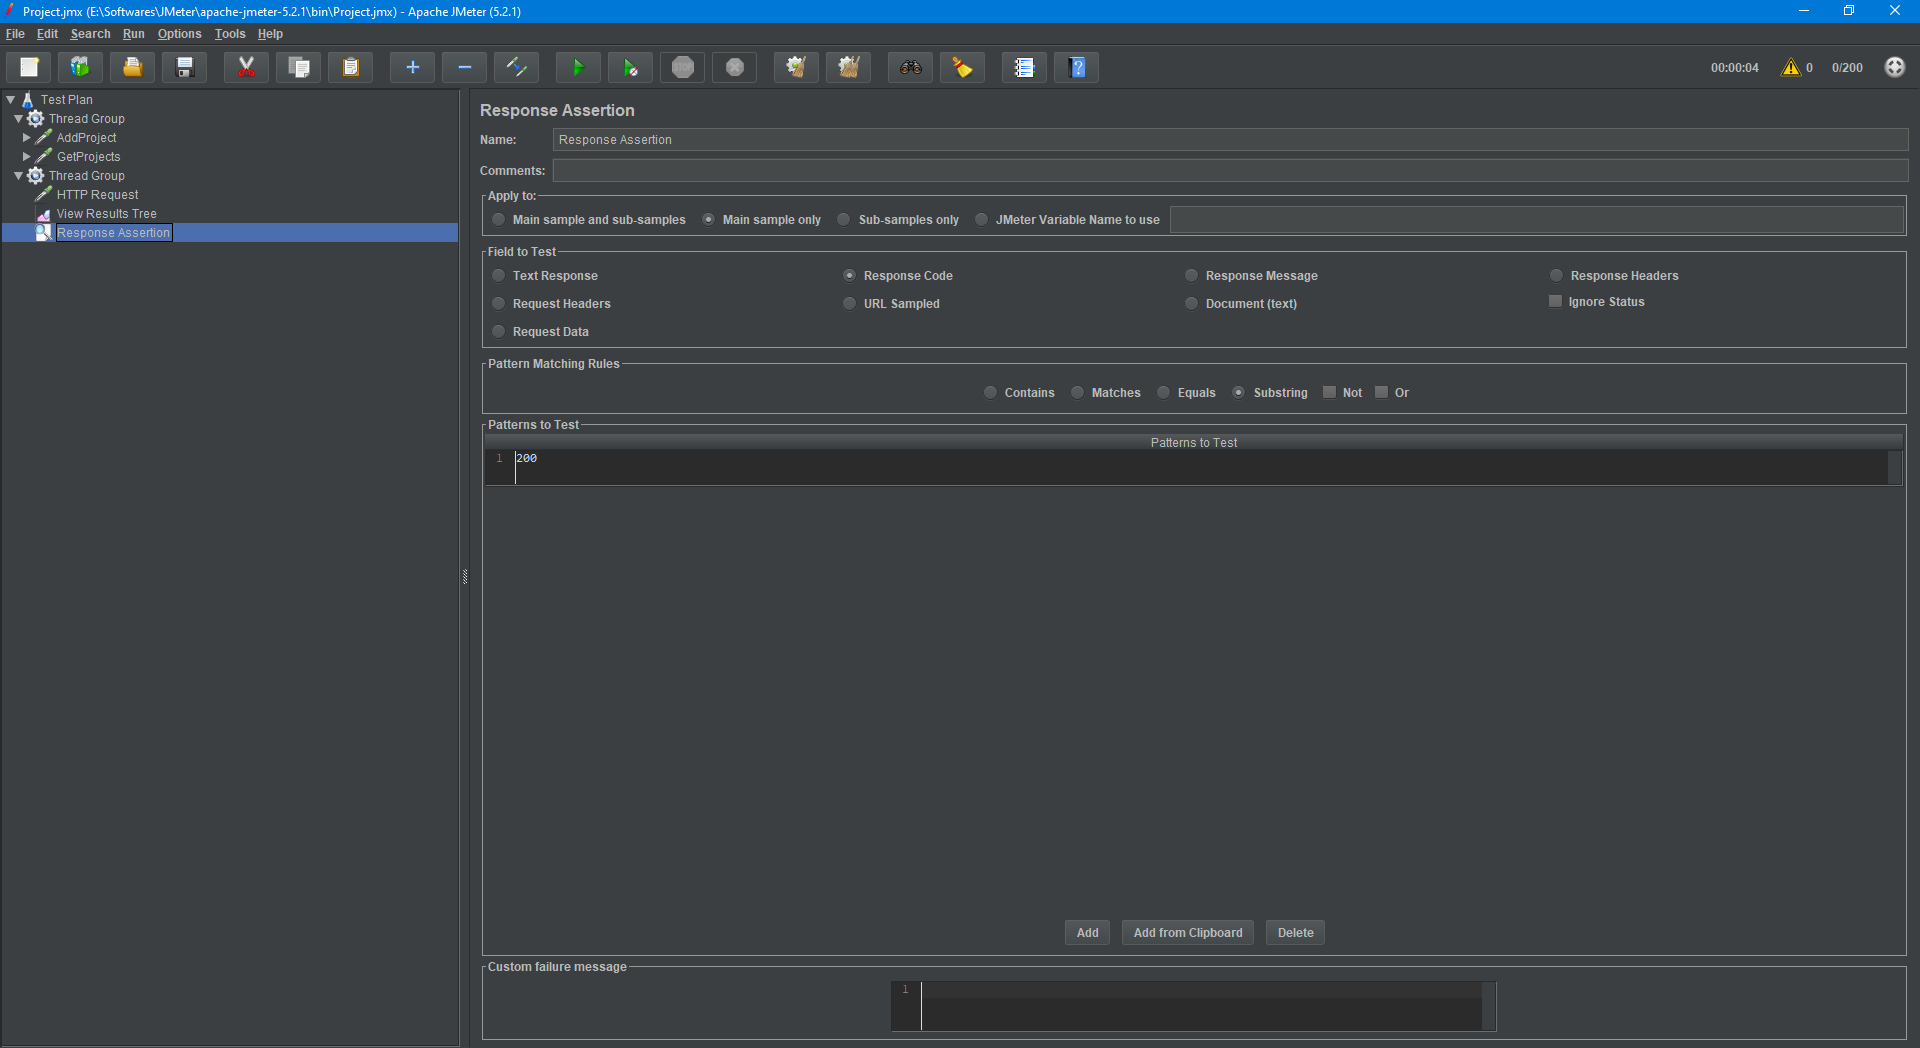 Project.jmx (E:\Softwares\JMeter\apache-jmeter-5.2.1\bin\Project.jmx) - Apache JMeter (5.2.1)
File Edit Search Run Options Tools Help
STOP
00:00:04 0 0/200
Test Plan
Thread Group
AddProject
GetProjects
Thread Group
HTTP Request
View Results Tree
Response Assertion
Response Assertion
Name: Response Assertion
Comments:
Apply to:
Main sample and sub-samples Main sample only Sub-samples only JMeter Variable Name to use
Field to Test
Text Response Response Code Response Message Response Headers
Request Headers URL Sampled Document (text) Ignore Status
Request Data
Pattern Matching Rules
Contains Matches Equals Substring Not Or
Patterns to Test
Patterns to Test
1 200
Add Add from Clipboard Delete
Custom failure message
1